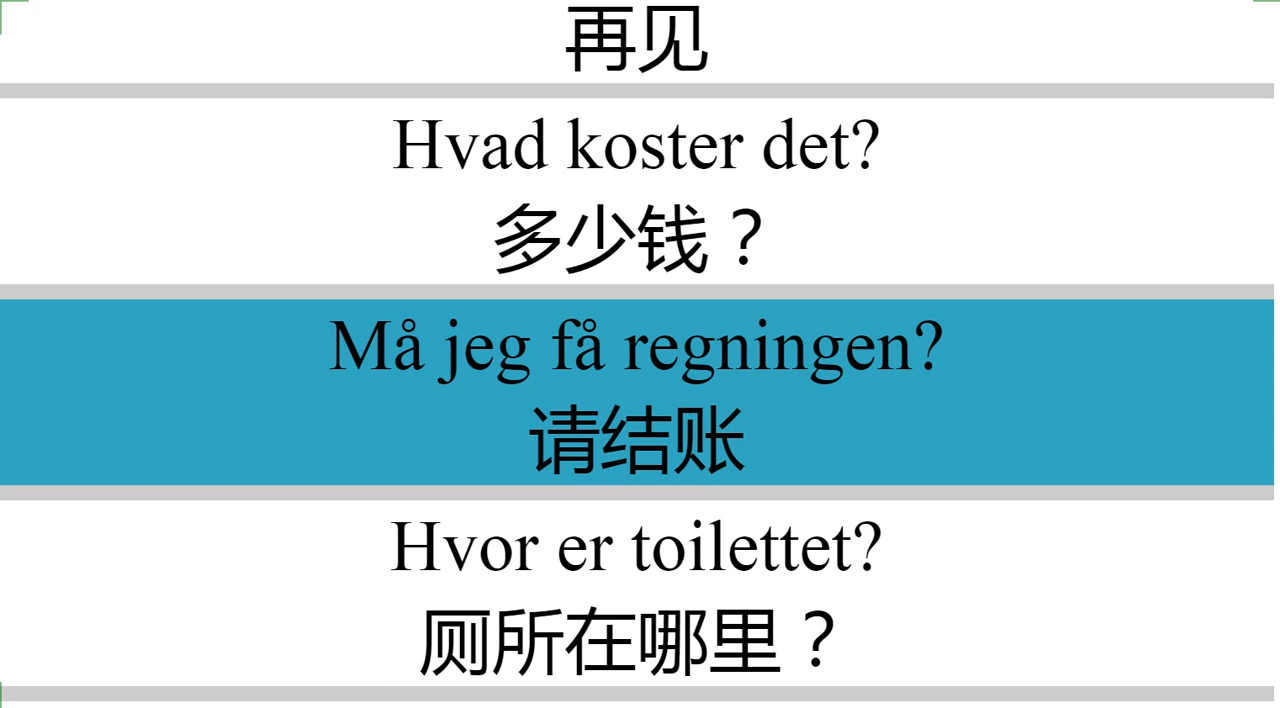 再见
Hvad koster det?
多少钱？
Må jeg få regningen?
请结账
Hvor er toilettet?
厕所在哪里？